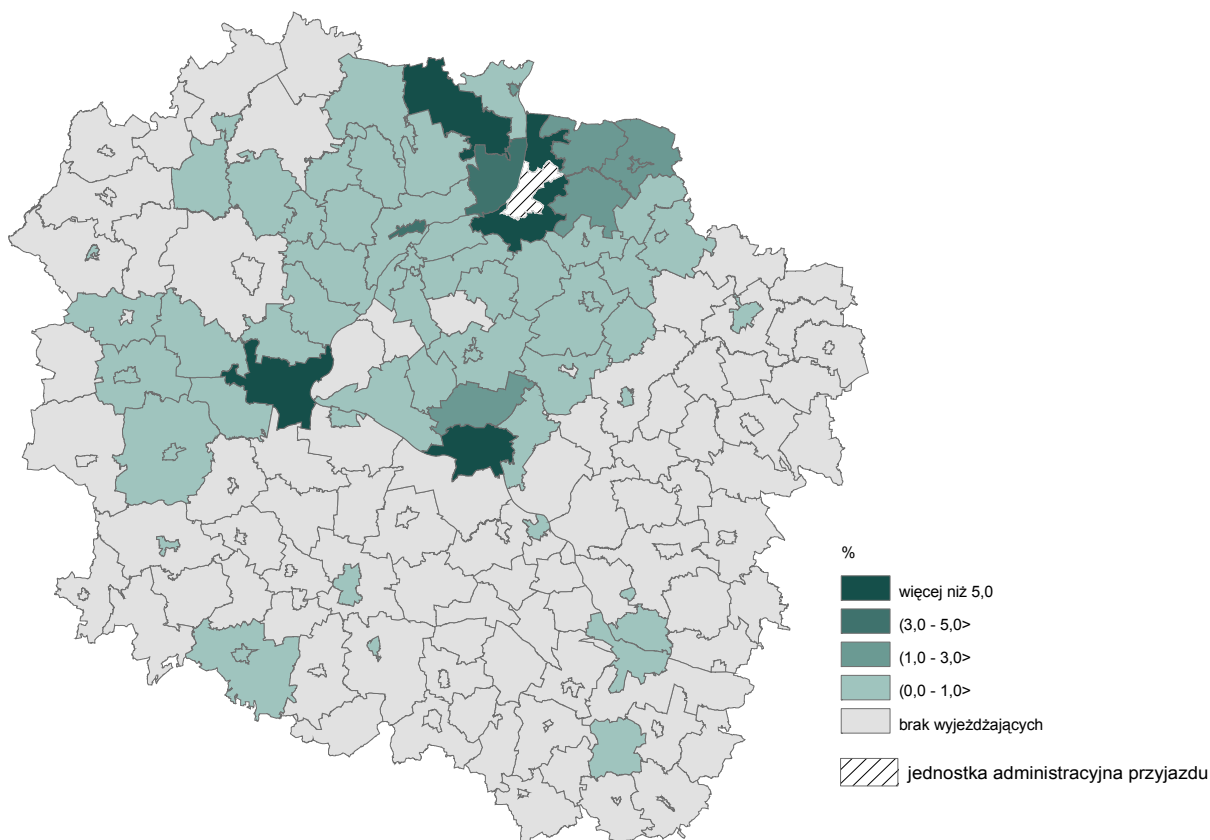 %
więcej niż 5,0
(3,0 - 5,0>
(1,0 - 3,0>
(0,0 - 1,0>
brak wyjeżdżających
jednostka administracyjna przyjazdu